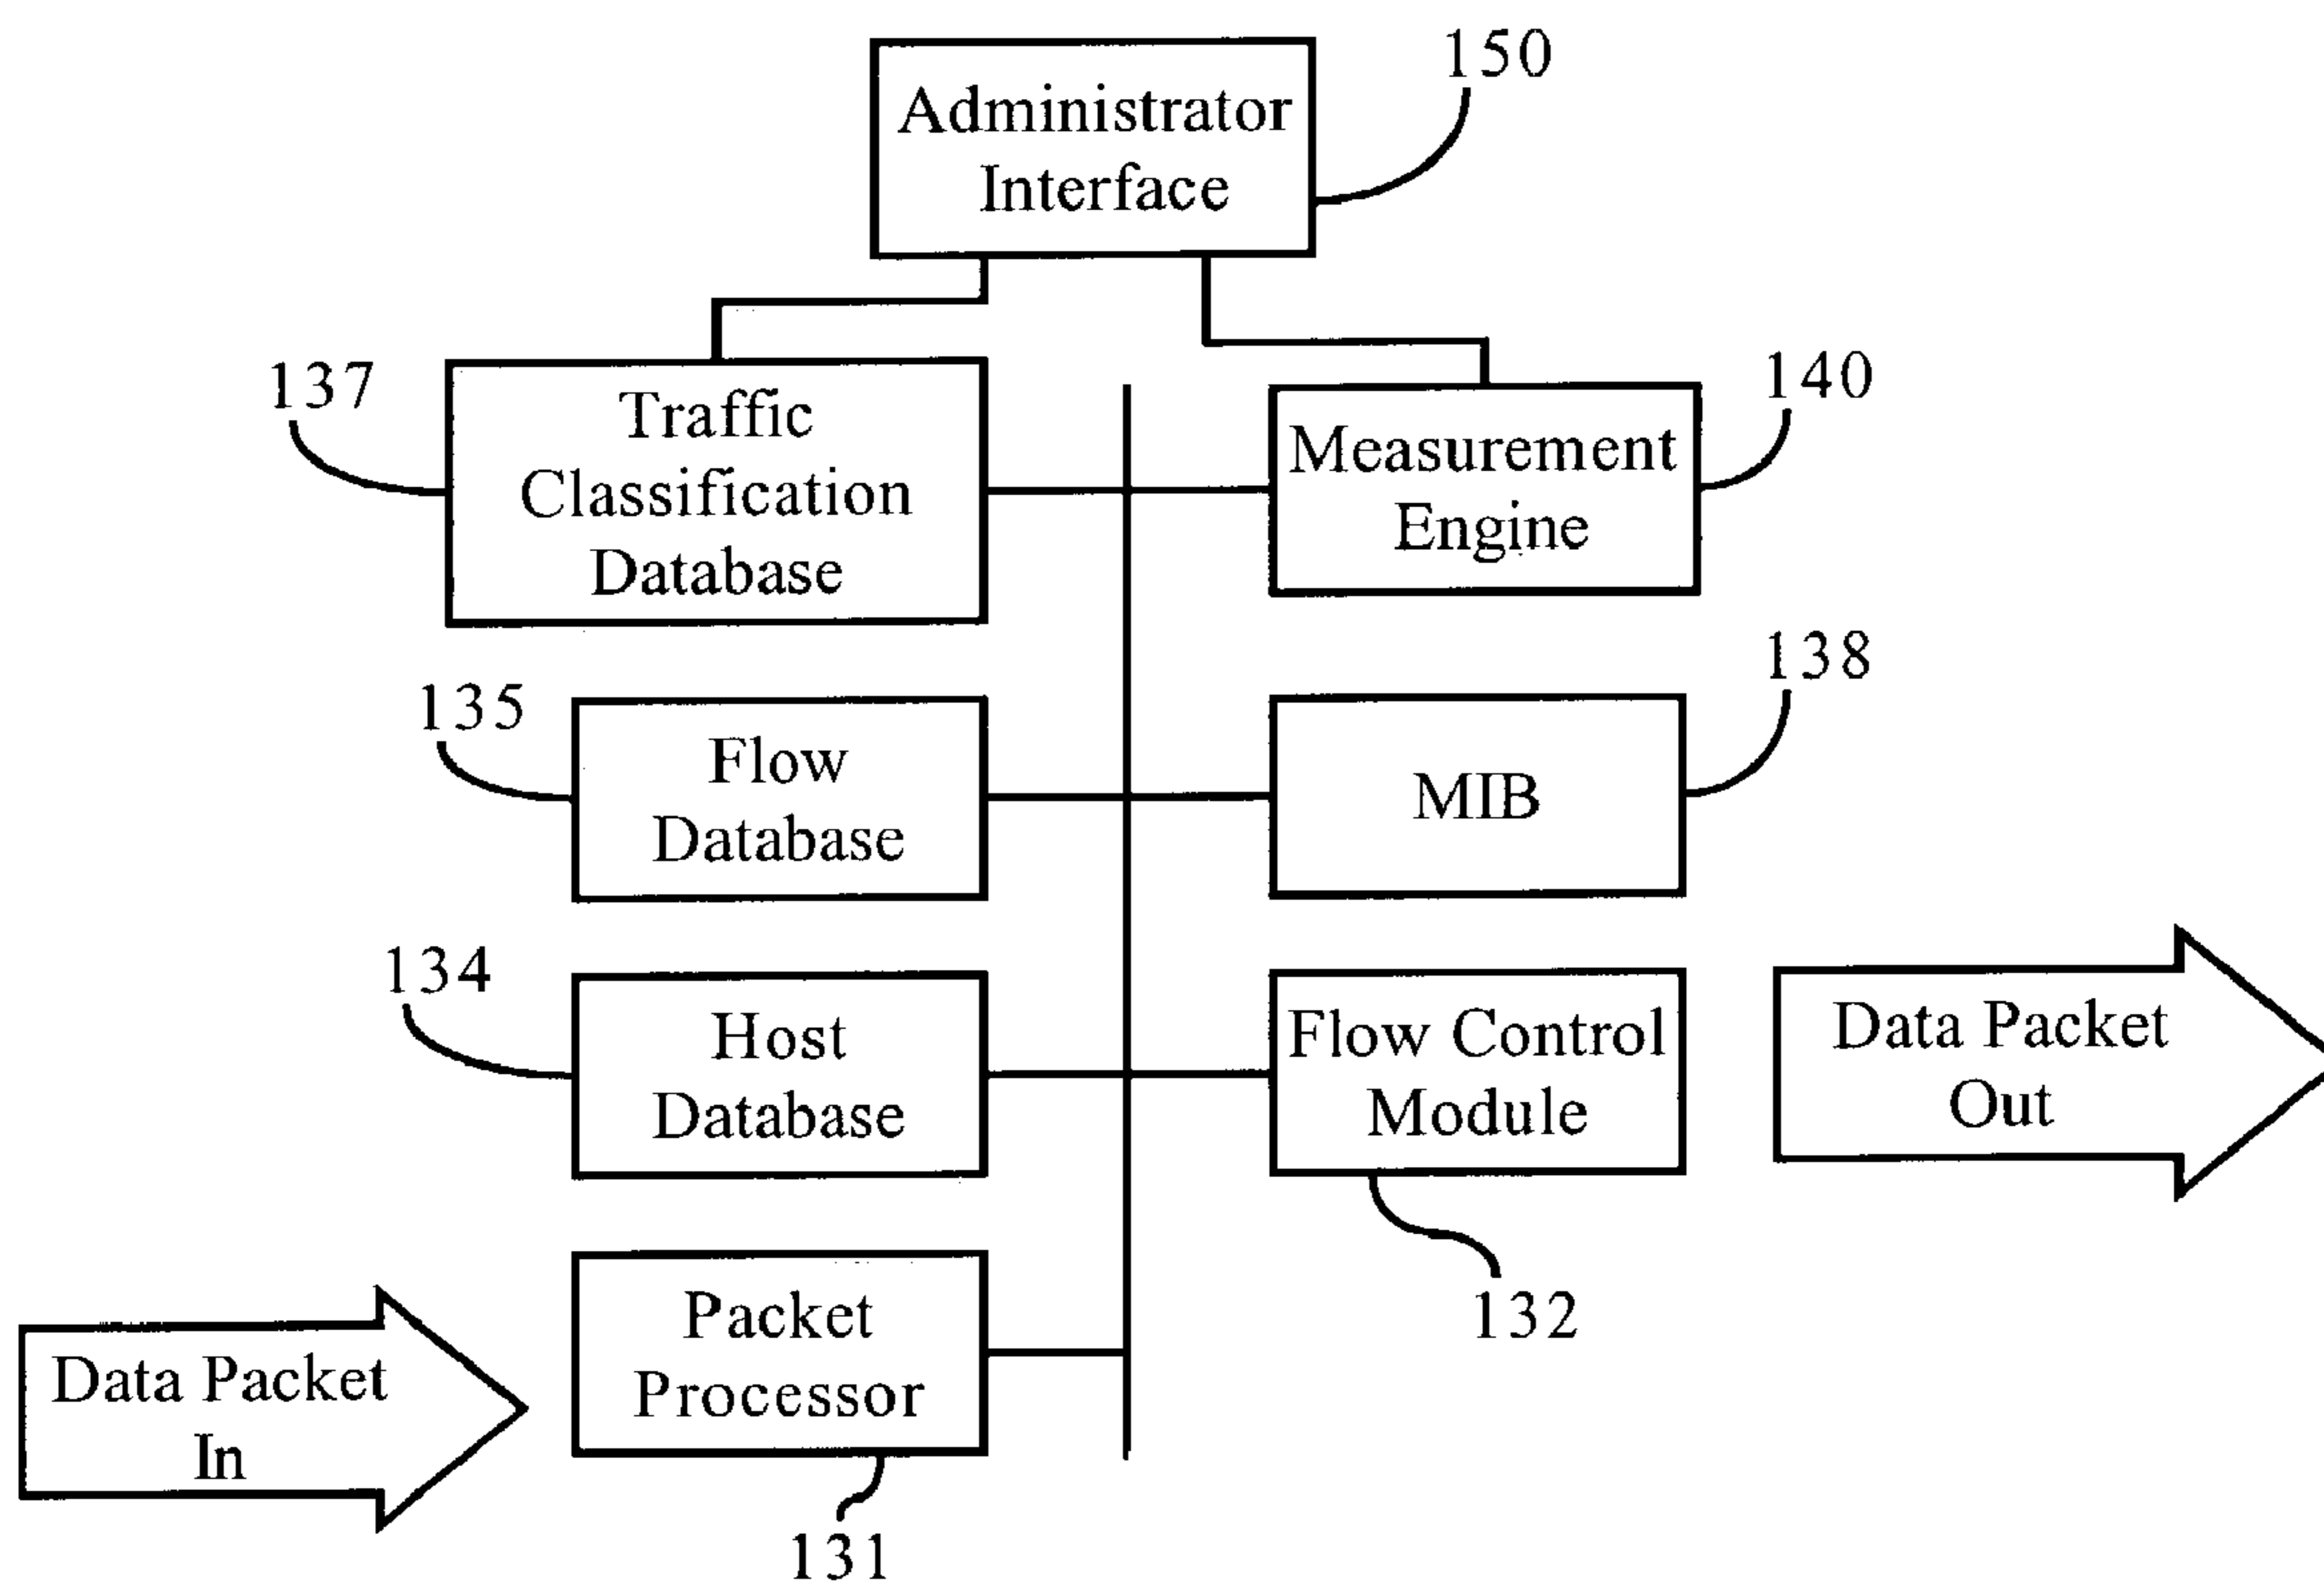 150
Administrator
Interface
137
Traffic
Classification
Database
140
Measurement
Engine
135
Flow
Database
138
MIB
134
Host
Database
Flow Control
Module
132
Data Packet
Out
Data Packet
In
Packet
Processor
131